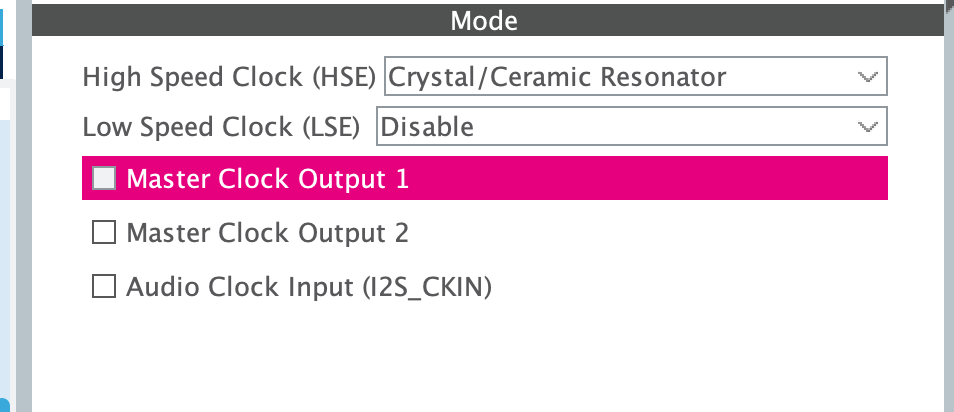 Mode
High Speed Clock (HSE) Crystal/Ceramic Resonator
Low Speed Clock (LSE) Disable
Master Clock Output 1
Master Clock Output 2
Audio Clock Input (I2S_CKIN)